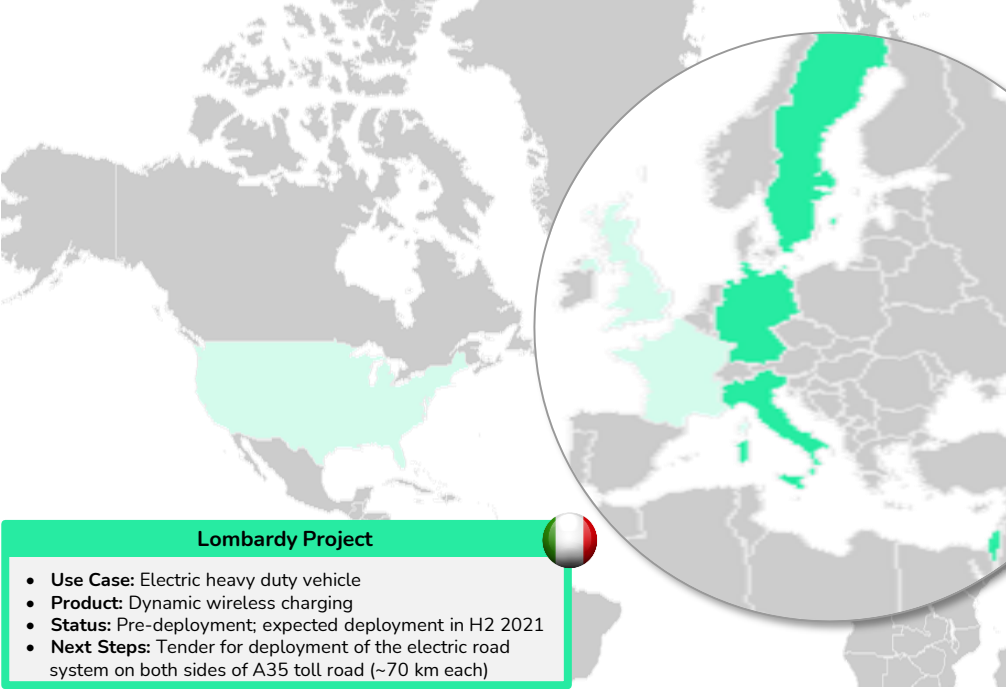 Lombardy Project
• Use Case: Electric heavy duty vehicle
• Product: Dynamic wireless charging
• Status: Pre-deployment; expected deployment in H2 2021
• Next Steps: Tender for deployment of the electric road
system on both sides of A35 toll road (~70 km each)